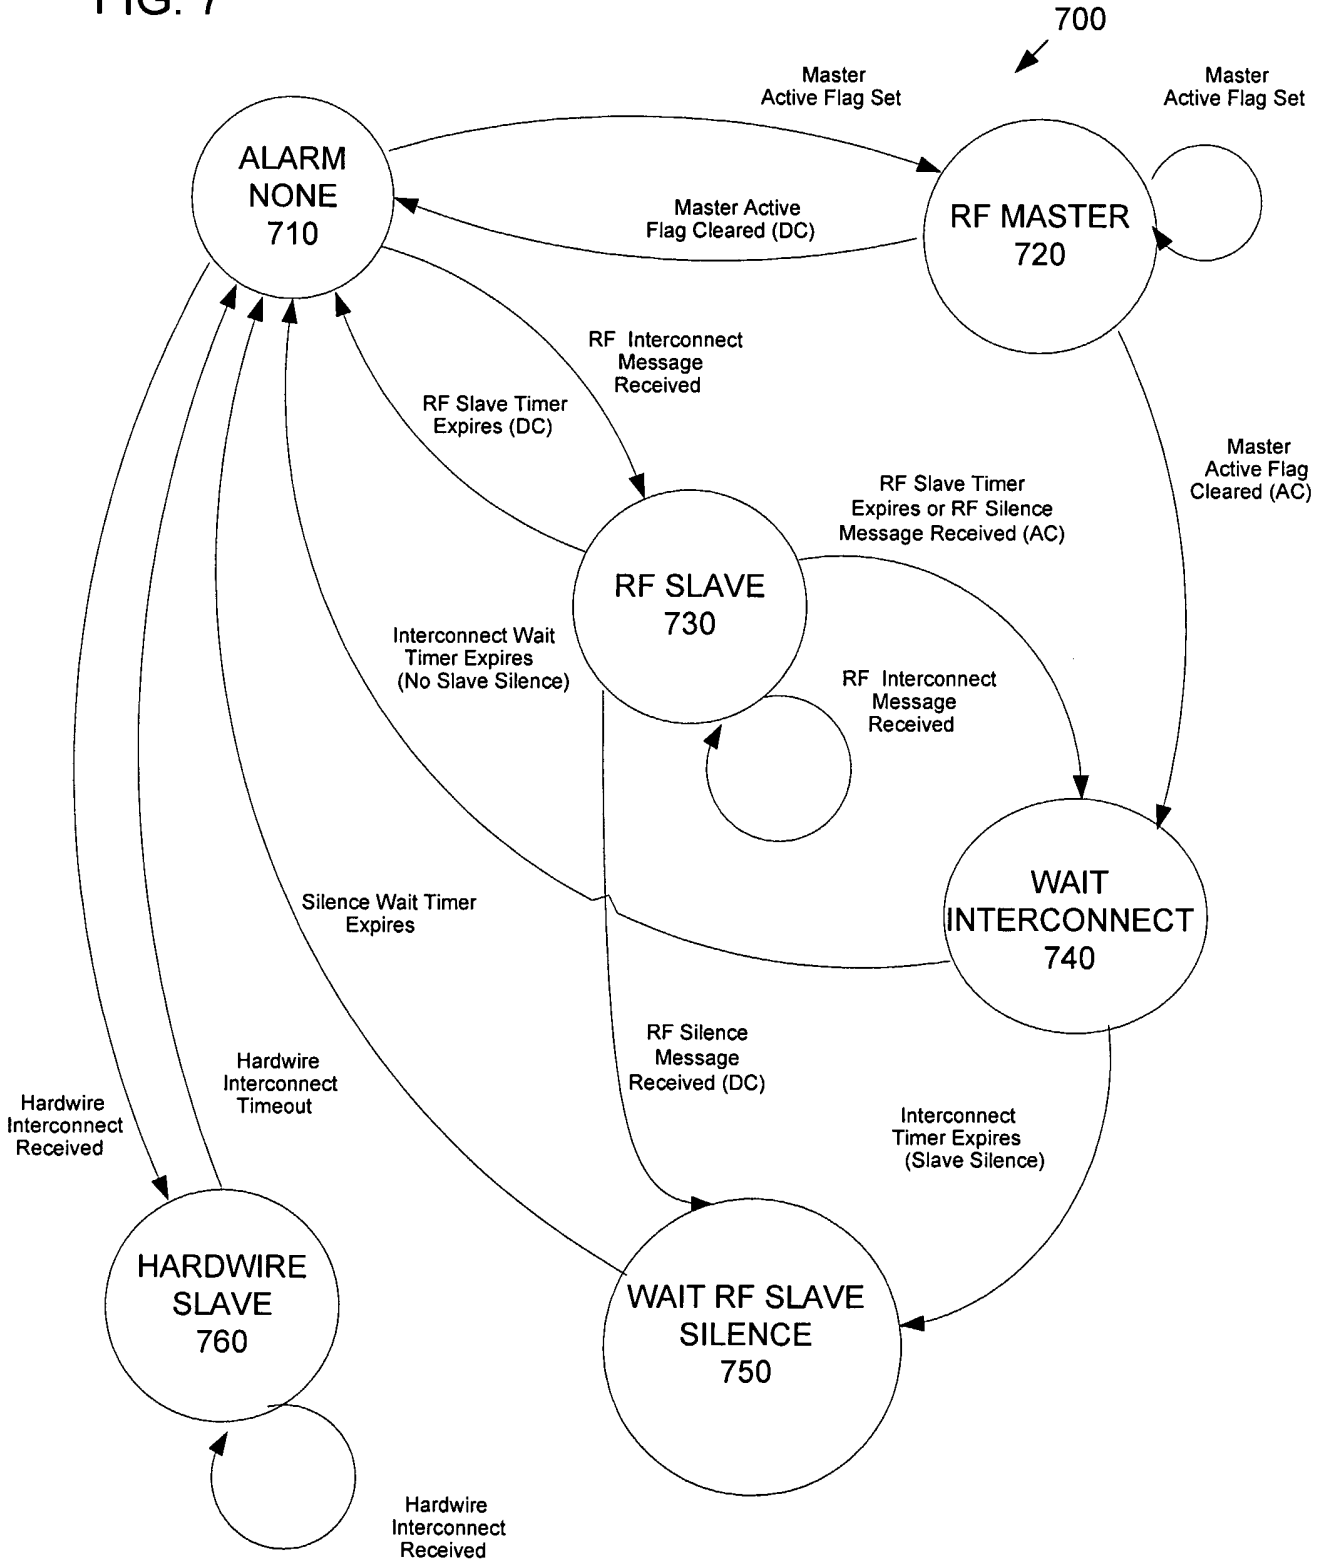 FIG. 7
700
Master
Active Flag Set
Master
Active Flag Set
ALARM
NONE
710
Master Active
Flag Cleared (DC)
RF MASTER
720
RF Interconnect
Message
Received
RF Slave Timer
Expires (DC)
Master
Active Flag
Cleared (AC)
RF Slave Timer
Expires or RF Silence
Message Received (AC)
RF SLAVE
730
Interconnect Wait
Timer Expires
(No Slave Silence)
RF Interconnect
Message
Received
WAIT
INTERCONNECT
740
Silence Wait Timer
Expires
RF Silence
Message
Received (DC)
Hardwire
Interconnect
Timeout
Hardwire
Interconnect
Received
Interconnect
Timer Expires
(Slave Silence)
HARDWIRE
SLAVE
760
WAIT RF SLAVE
SILENCE
750
Hardwire
Interconnect
Received